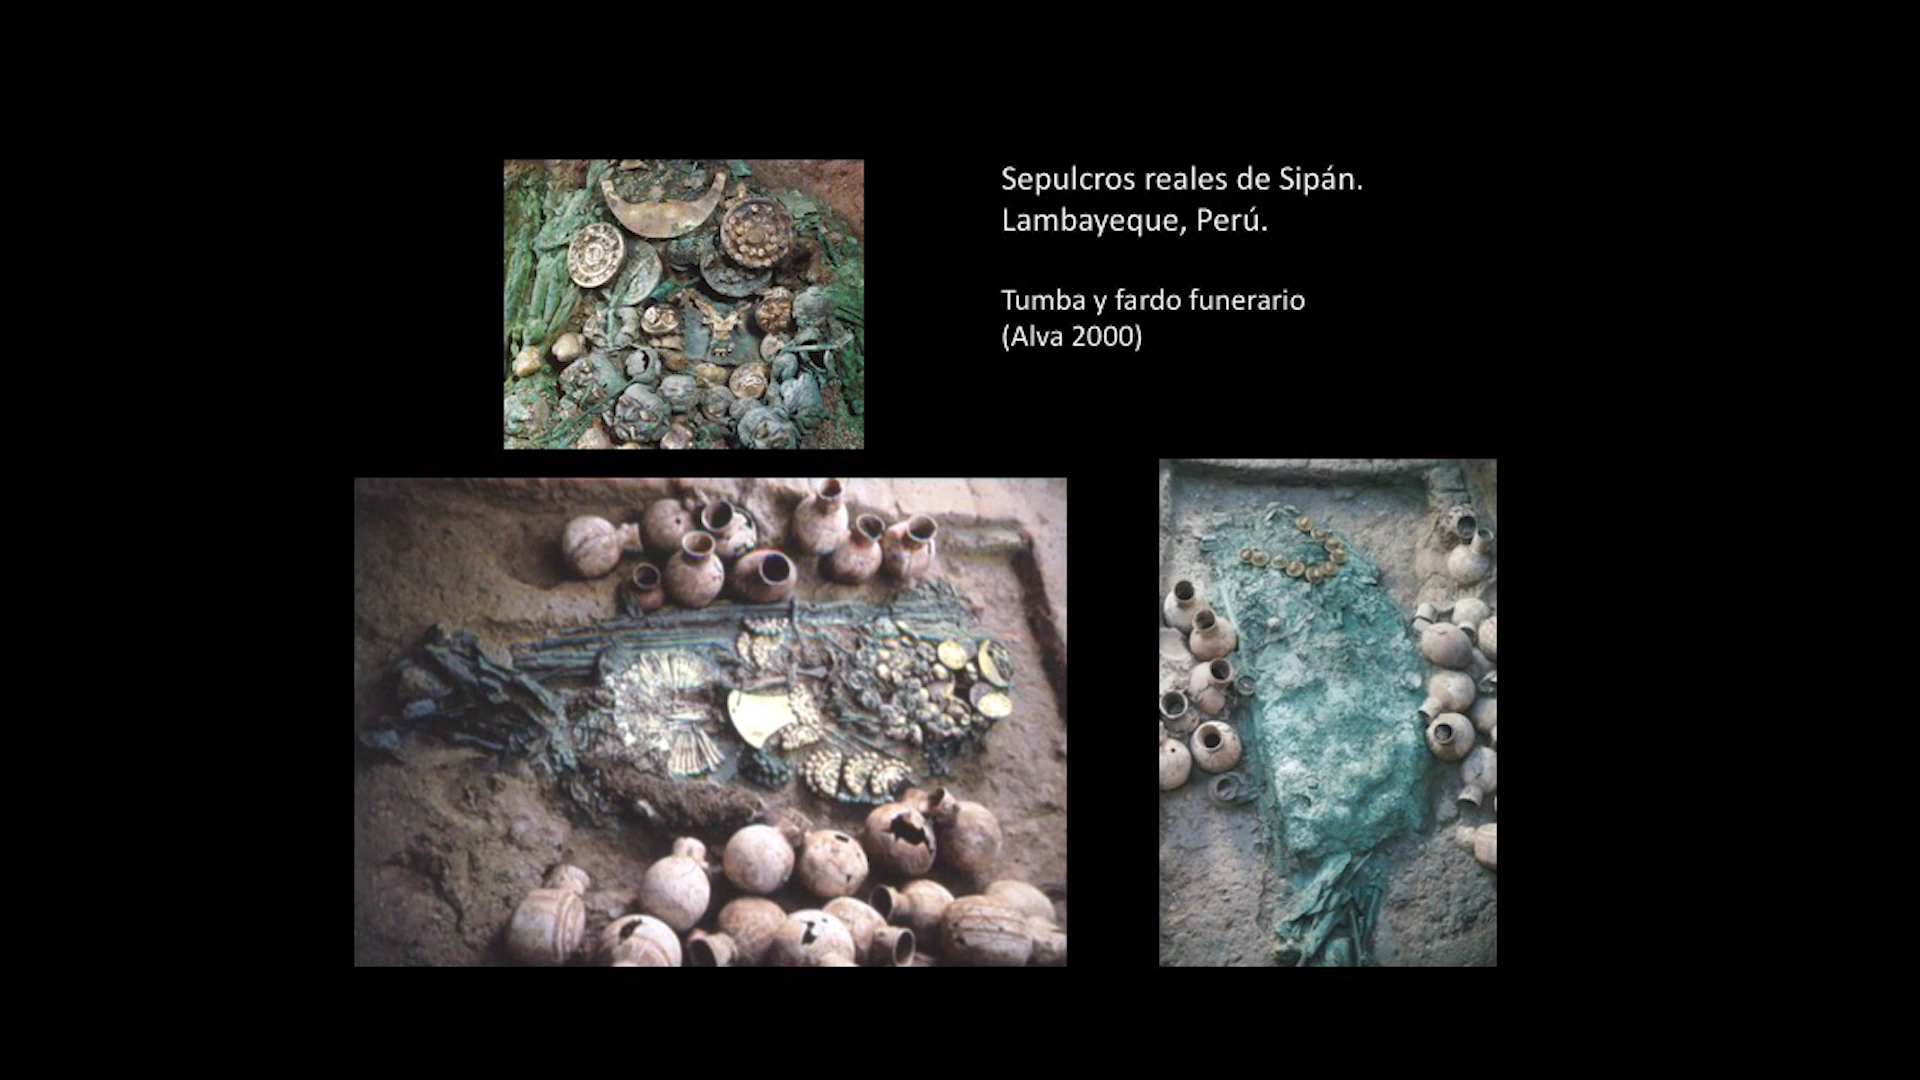 Sepulcros reales de Sipán.
Lambayeque, Perú.
Tumba y fardo funerario
(Alva 2000)